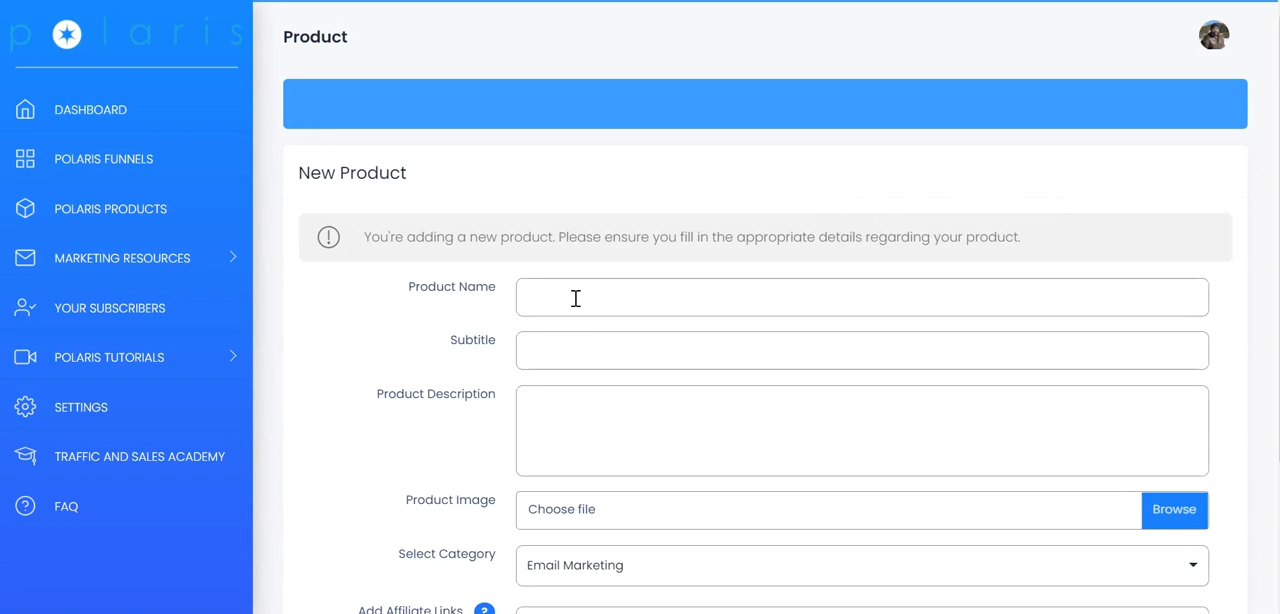 polaris
Product
DASHBOARD
POLARIS FUNNELS
POLARIS PRODUCTS
MARKETING RESOURCES
YOUR SUBSCRIBERS
POLARIS TUTORIALS
SETTINGS
TRAFFIC AND SALES ACADEMY
FAQ
New Product
You're adding a new product. Please ensure you fill in the appropriate details regarding your product.
Product Name
Subtitle
Product Description
Product Image
Choose file
Browse
Select Category
Email Marketing
Add Affiliate Links ?